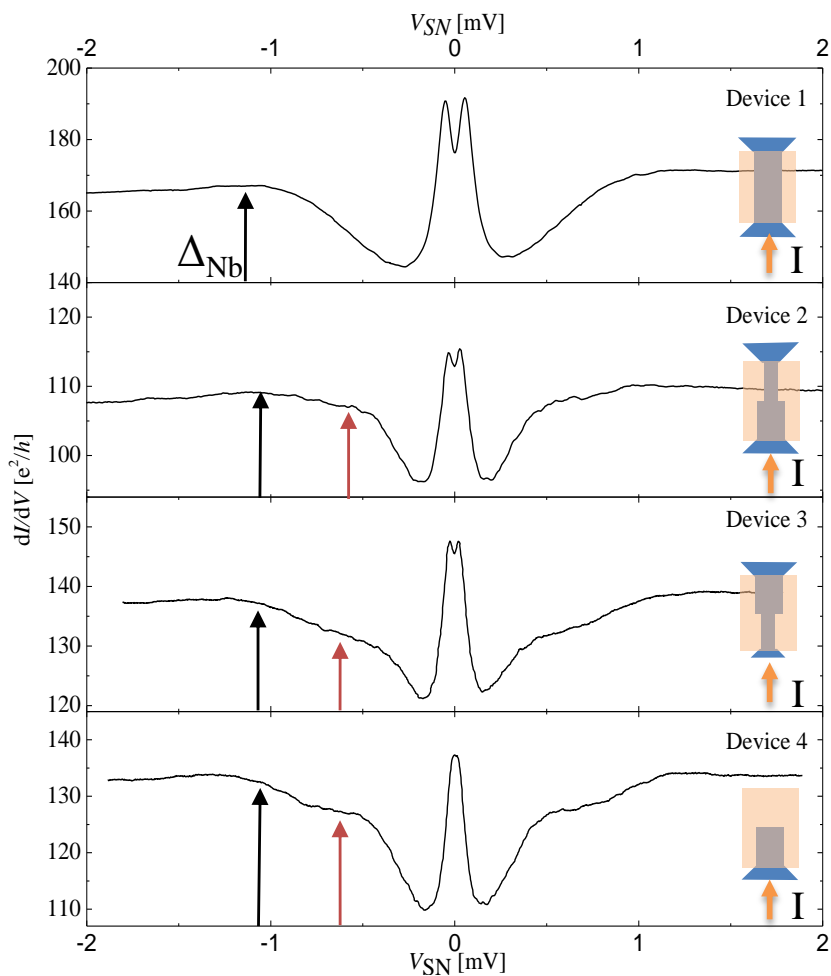 V_SN [mV]
-2 -1 0 1 2
200
180
160
140
Device 1
Δ_Nb
I
120
110
100
Device 2
I
dI/dV [e²/h]
150
140
130
120
Device 3
I
140
130
120
110
Device 4
I
-2 -1 0 1 2
V_SN [mV]